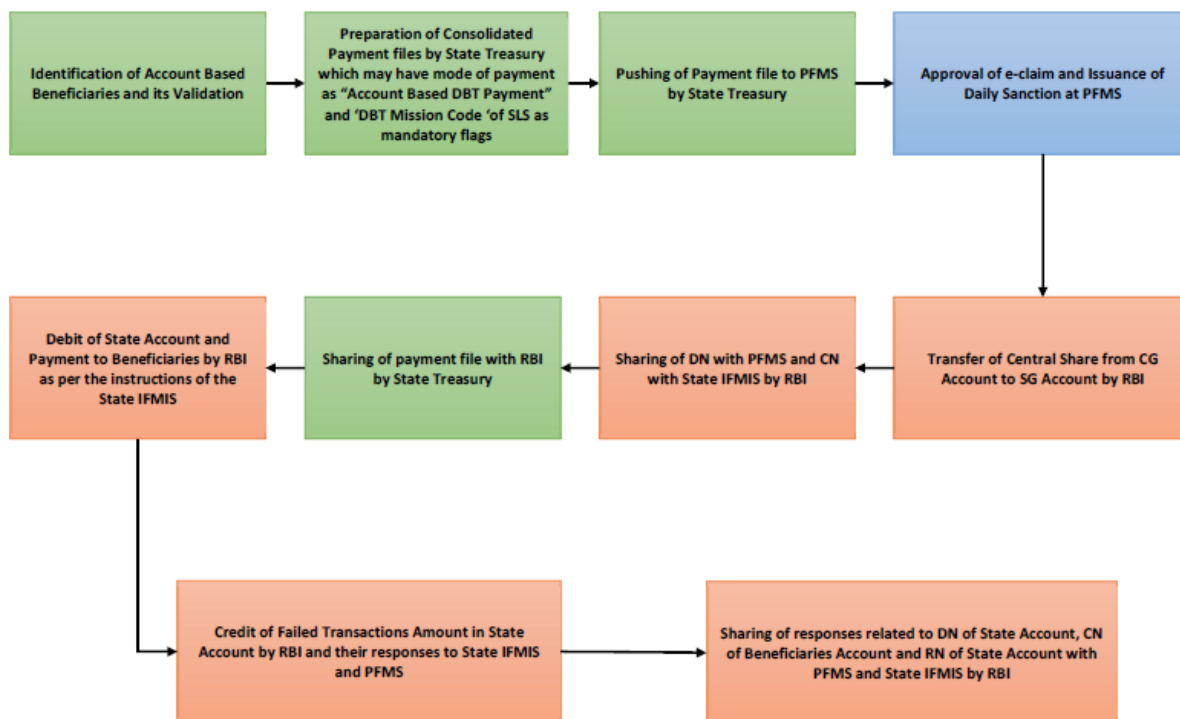 Identification of Account Based
Beneficiaries and its Validation
Preparation of Consolidated
Payment files by State Treasury
which may have mode of payment
as “Account Based DBT Payment”
and ‘DBT Mission Code ‘of SLS as
mandatory flags
Pushing of Payment file to PFMS
by State Treasury
Approval of e-claim and Issuance of
Daily Sanction at PFMS
Transfer of Central Share from CG
Account to SG Account by RBI
Sharing of DN with PFMS and CN
with State IFMIS by RBI
Sharing of payment file with RBI
by State Treasury
Debit of State Account and
Payment to Beneficiaries by RBI
as per the instructions of the
State IFMIS
Credit of Failed Transactions Amount in State
Account by RBI and their responses to State IFMIS
and PFMS
Sharing of responses related to DN of State Account, CN
of Beneficiaries Account and RN of State Account with
PFMS and State IFMIS by RBI